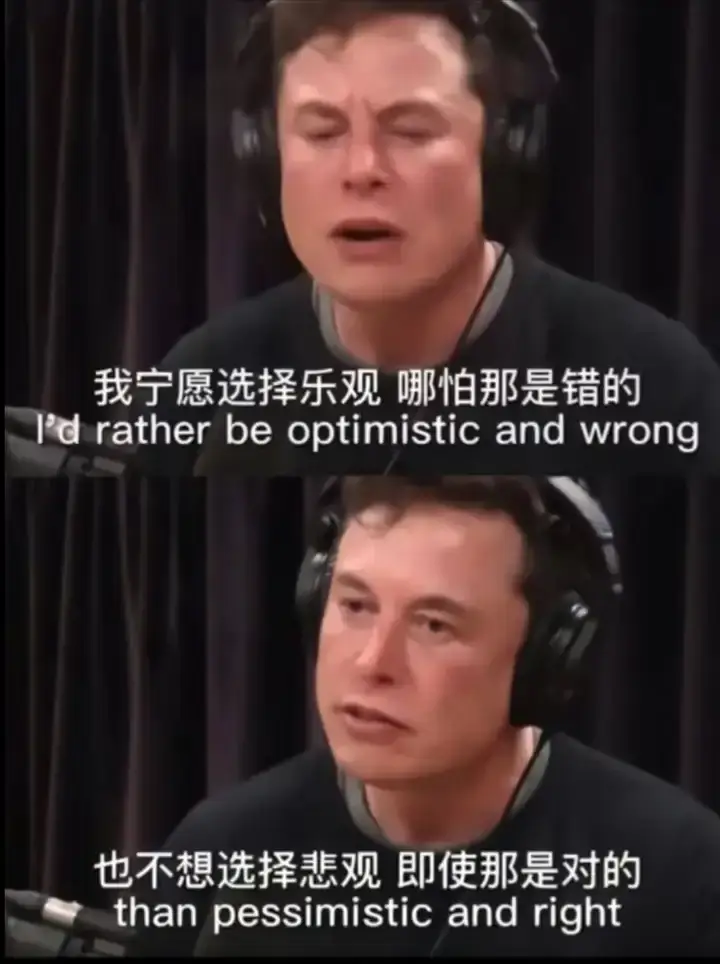 我宁愿选择乐观 哪怕那是错的
I'd rather be optimistic and wrong
也不想选择悲观 即使那是对的
than pessimistic and right